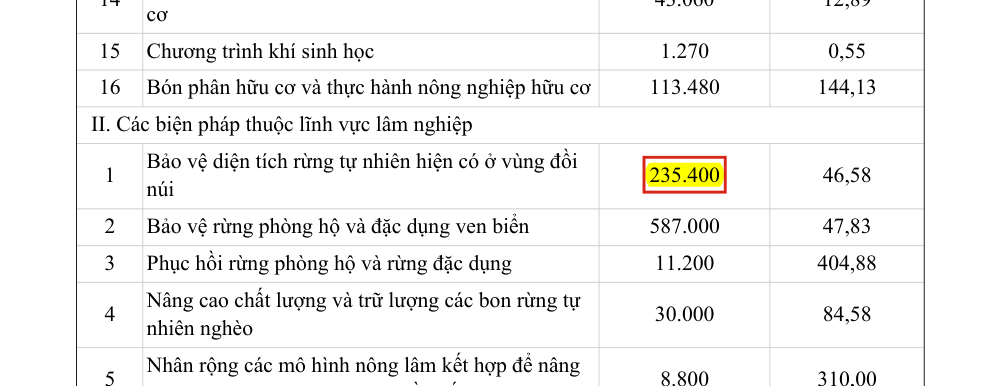 cơ
15 Chương trình khí sinh học 1.270 0,55
16 Bón phân hữu cơ và thực hành nông nghiệp hữu cơ 113.480 144,13
II. Các biện pháp thuộc lĩnh vực lâm nghiệp
1 Bảo vệ diện tích rừng tự nhiên hiện có ở vùng đồi
núi 235.400 46,58
2 Bảo vệ rừng phòng hộ và đặc dụng ven biển 587.000 47,83
3 Phục hồi rừng phòng hộ và rừng đặc dụng 11.200 404,88
4 Nâng cao chất lượng và trữ lượng các bon rừng tự
nhiên nghèo 30.000 84,58
5 Nhân rộng các mô hình nông lâm kết hợp để nâng
8.800 310,00